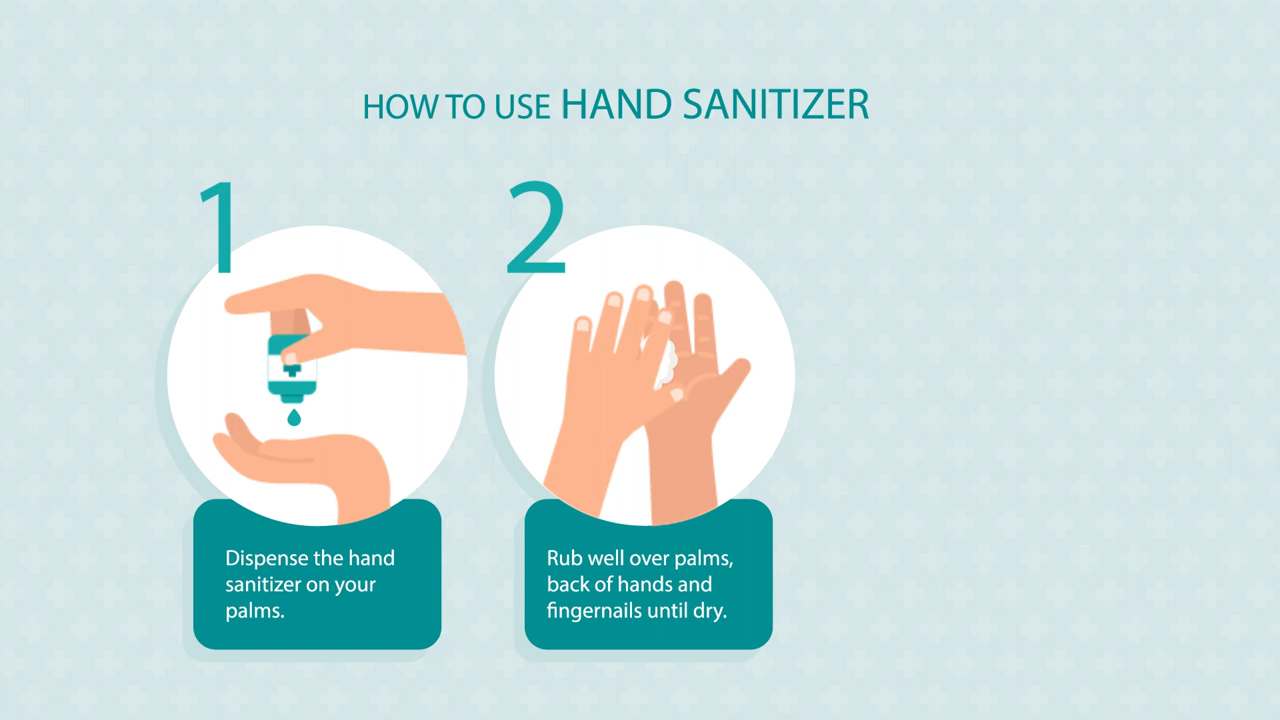 HOW TO USE HAND SANITIZER
1
Dispense the hand
sanitizer on your
palms.
2
Rub well over palms,
back of hands and
fingernails until dry.